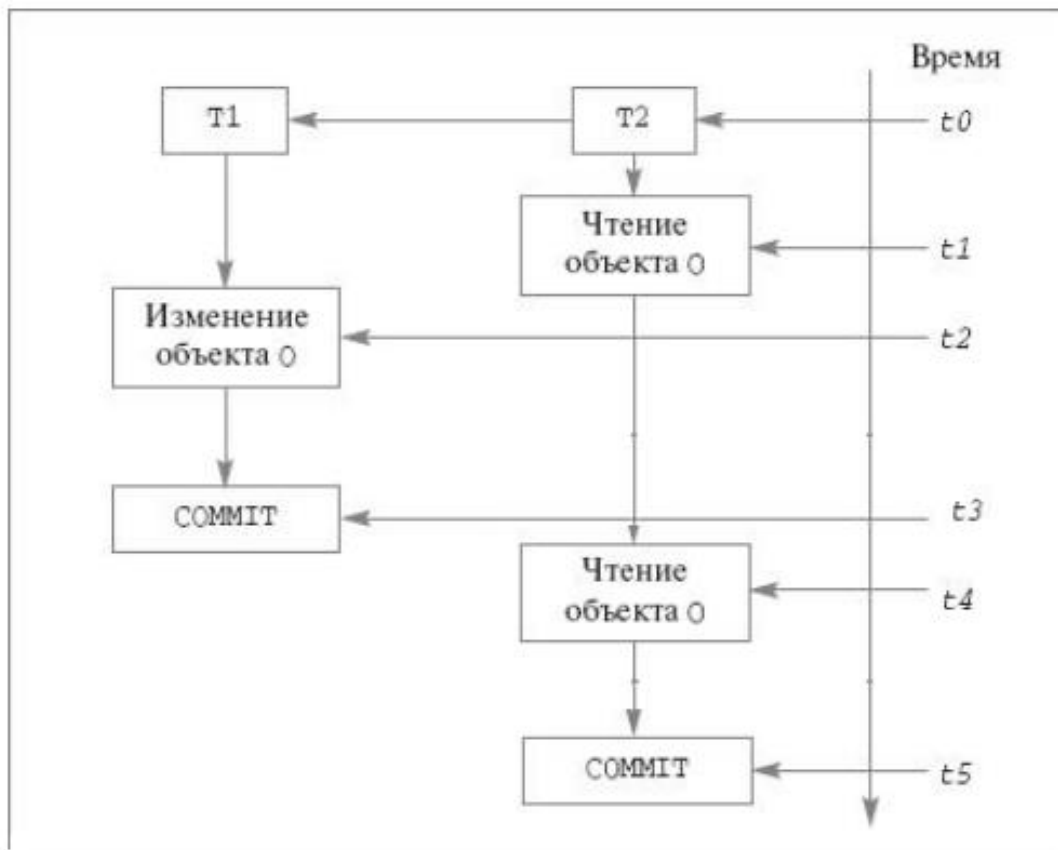 Время
T1
T2
t0
Чтение
объекта O
t1
Изменение
объекта O
t2
COMMIT
t3
Чтение
объекта O
t4
COMMIT
t5